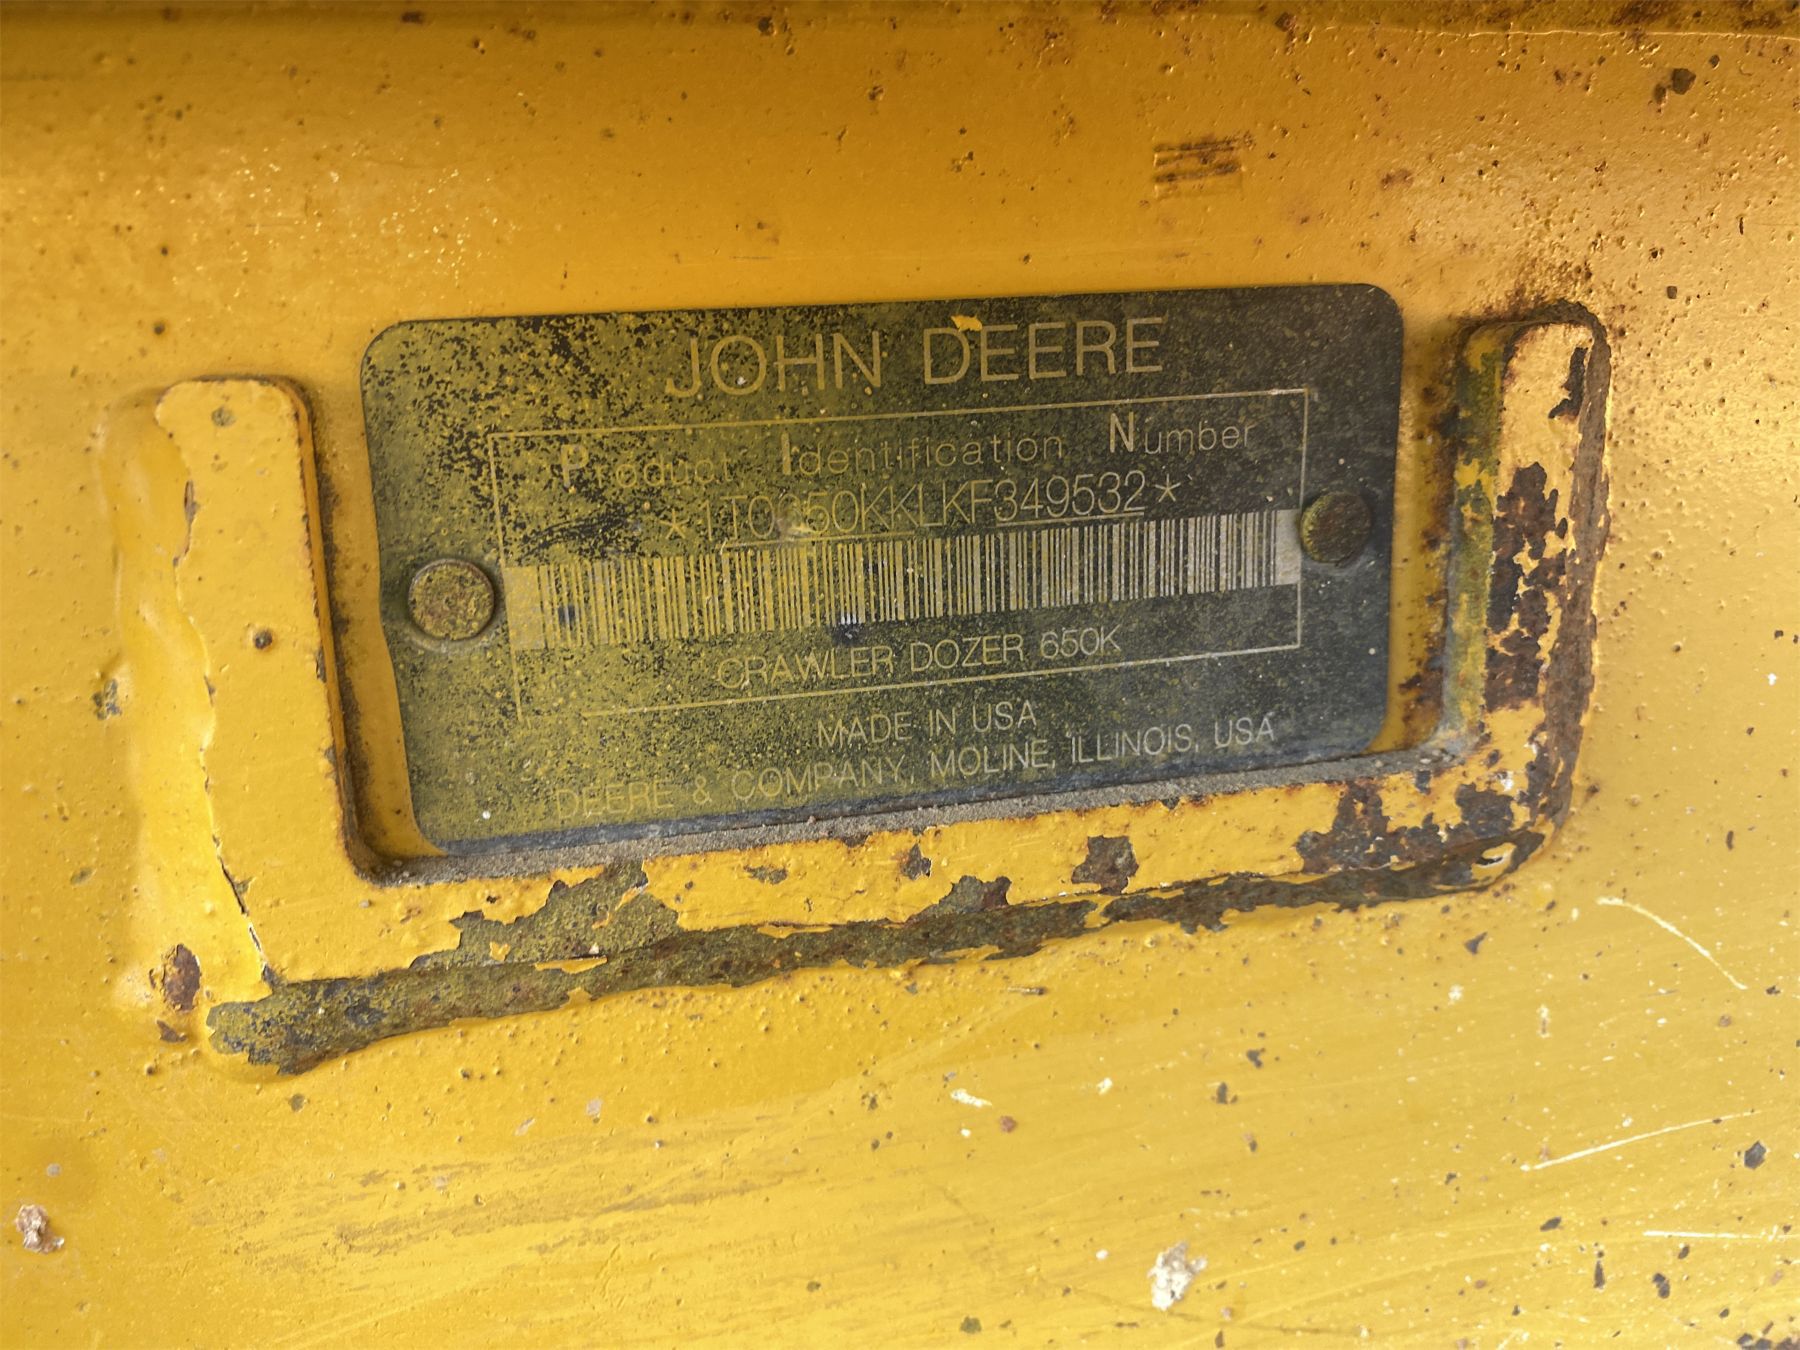 JOHN DEERE
Product Identification Number
*1T0650KKLKF349532*
CRAWLER DOZER 650K
MADE IN USA
DEERE & COMPANY, MOLINE, ILLINOIS, USA